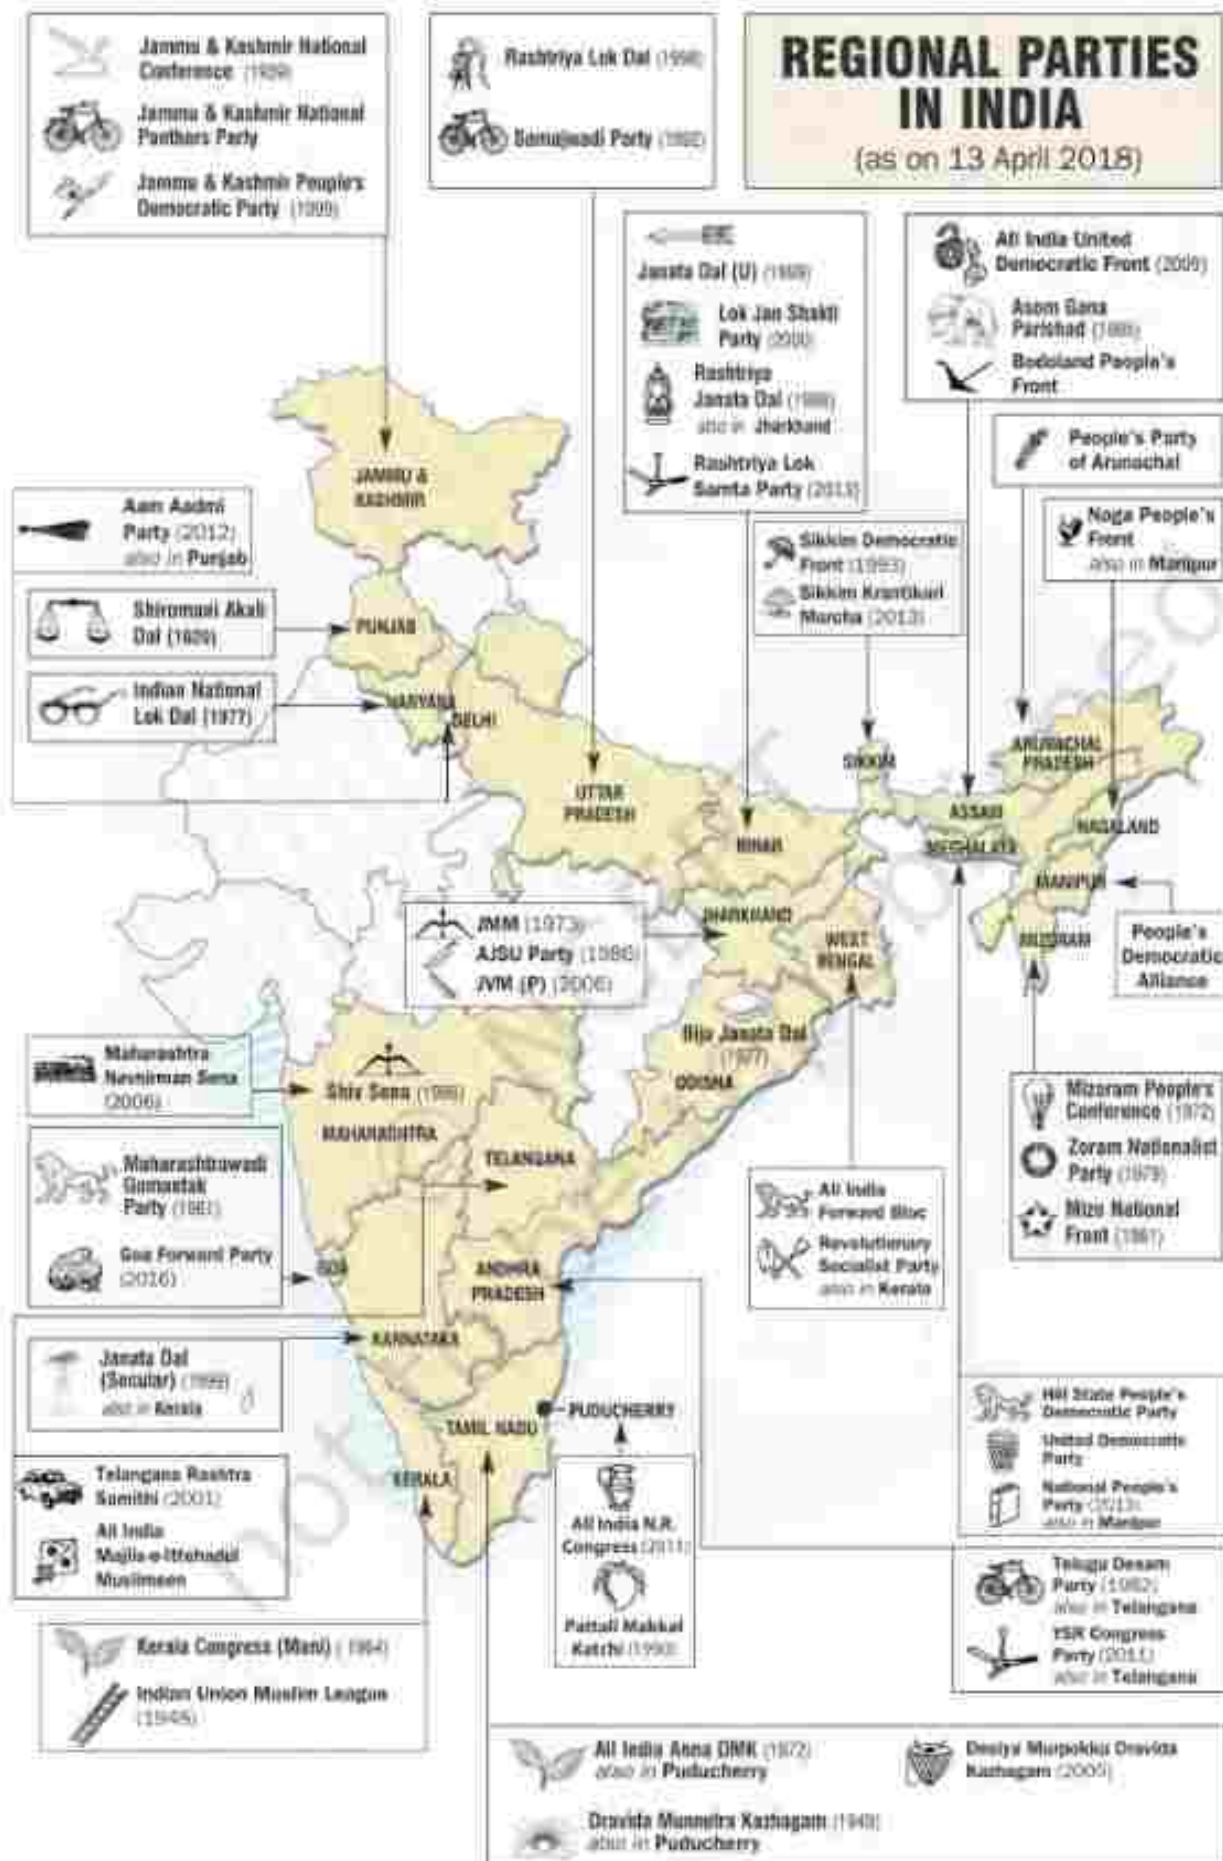 REGIONAL PARTIES
IN INDIA
(as on 13 April 2018)
Jammu & Kashmir National
Conference
Jammu & Kashmir National
Panthers Party
Jammu & Kashmir People's
Democratic Party (1999)
Rashtriya Lok Dal
Samajwadi Party
Janata Dal (U)
Lok Jan Shakti
Party (2000)
Rashtriya
Janata Dal
also in Jharkhand
Rashtriya Lok
Samta Party (2013)
All India United
Democratic Front
Asom Gana
Parishad
Bodoland People's
Front
People's Party
of Arunachal
Naga People's
Front
also in Manipur
Aam Aadmi
Party (2012)
also in Punjab
Shiromani Akali
Dal
Indian National
Lok Dal (1977)
Sikkim Democratic
Front (1993)
Sikkim Krantikari
Morcha (2013)
JAMMU &
KASHMIR
PUNJAB
HARYANA
DELHI
UTTAR
PRADESH
BIHAR
SIKKIM
ARUNACHAL
PRADESH
ASSAM
NAGALAND
MEGHALAYA
MANIPUR
MIZORAM
JMM (1973)
AJSU Party (1986)
JVM (P) (2006)
JHARKHAND
WEST
BENGAL
People's
Democratic
Alliance
Biju Janata Dal
ODISHA
Maharashtra
Navnirman Sena
(2006)
Shiv Sena
MAHARASHTRA
TELANGANA
Mizoram People's
Conference (1972)
Zoram Nationalist
Party
Mizo National
Front (1961)
Maharashtrawadi
Gomantak
Party
Goa Forward Party
(2016)
GOA
ANDHRA
PRADESH
All India
Forward Bloc
Revolutionary
Socialist Party
also in Kerala
KARNATAKA
Janata Dal
(Secular) (1999)
also in Kerala
TAMIL NADU
PUDUCHERRY
KERALA
Telangana Rashtra
Samithi (2001)
All India
Majlis-e-Ittehadul
Muslimeen
All India N.R.
Congress (2011)
Pattali Makkal
Katchi
Hill State People's
Democratic Party
United Democratic
Party
National People's
Party (2013)
also in Manipur
Telugu Desam
Party (1982)
also in Telangana
YSR Congress
Party (2011)
also in Telangana
Kerala Congress (Mani)
Indian Union Muslim League
All India Anna DMK (1972)
also in Puducherry
Desiya Murpokku Dravida
Kazhagam
Dravida Munnetra Kazhagam (1949)
also in Puducherry